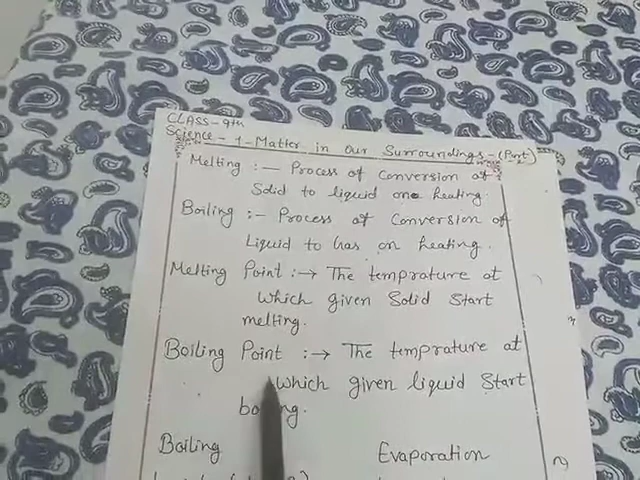 CLASS-9th
Science - 1-Matter in Our Surroundings - (Part)
Melting :— Process of Conversion of
Solid to liquid one heating.
Boiling :- Process of Conversion of
Liquid to Gas on heating.
Melting Point :→ The temprature at
which given Solid Start
melting.
Boiling Point :→ The temprature at
which given liquid Start
Boiling Evaporation